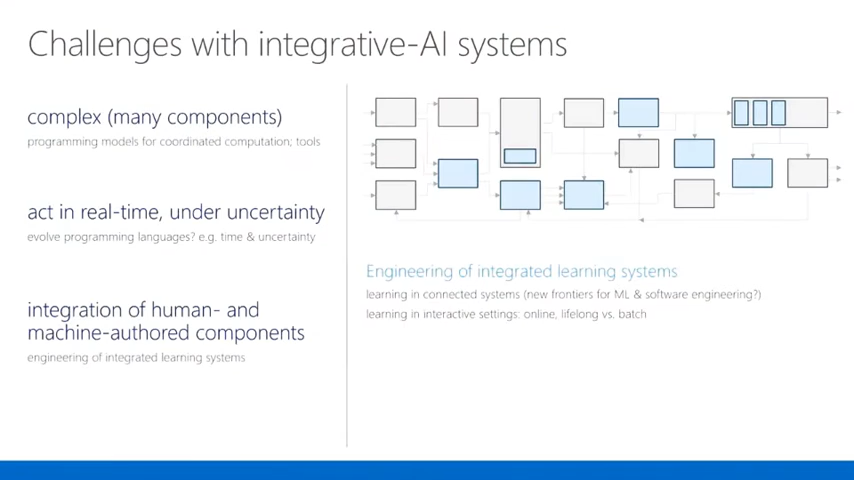 Challenges with integrative-AI systems
complex (many components)
programming models for coordinated computation; tools
act in real-time, under uncertainty
evolve programming languages? e.g. time & uncertainty
integration of human- and
machine-authored components
engineering of integrated learning systems
Engineering of integrated learning systems
learning in connected systems (new frontiers for ML & software engineering?)
learning in interactive settings: online, lifelong vs. batch